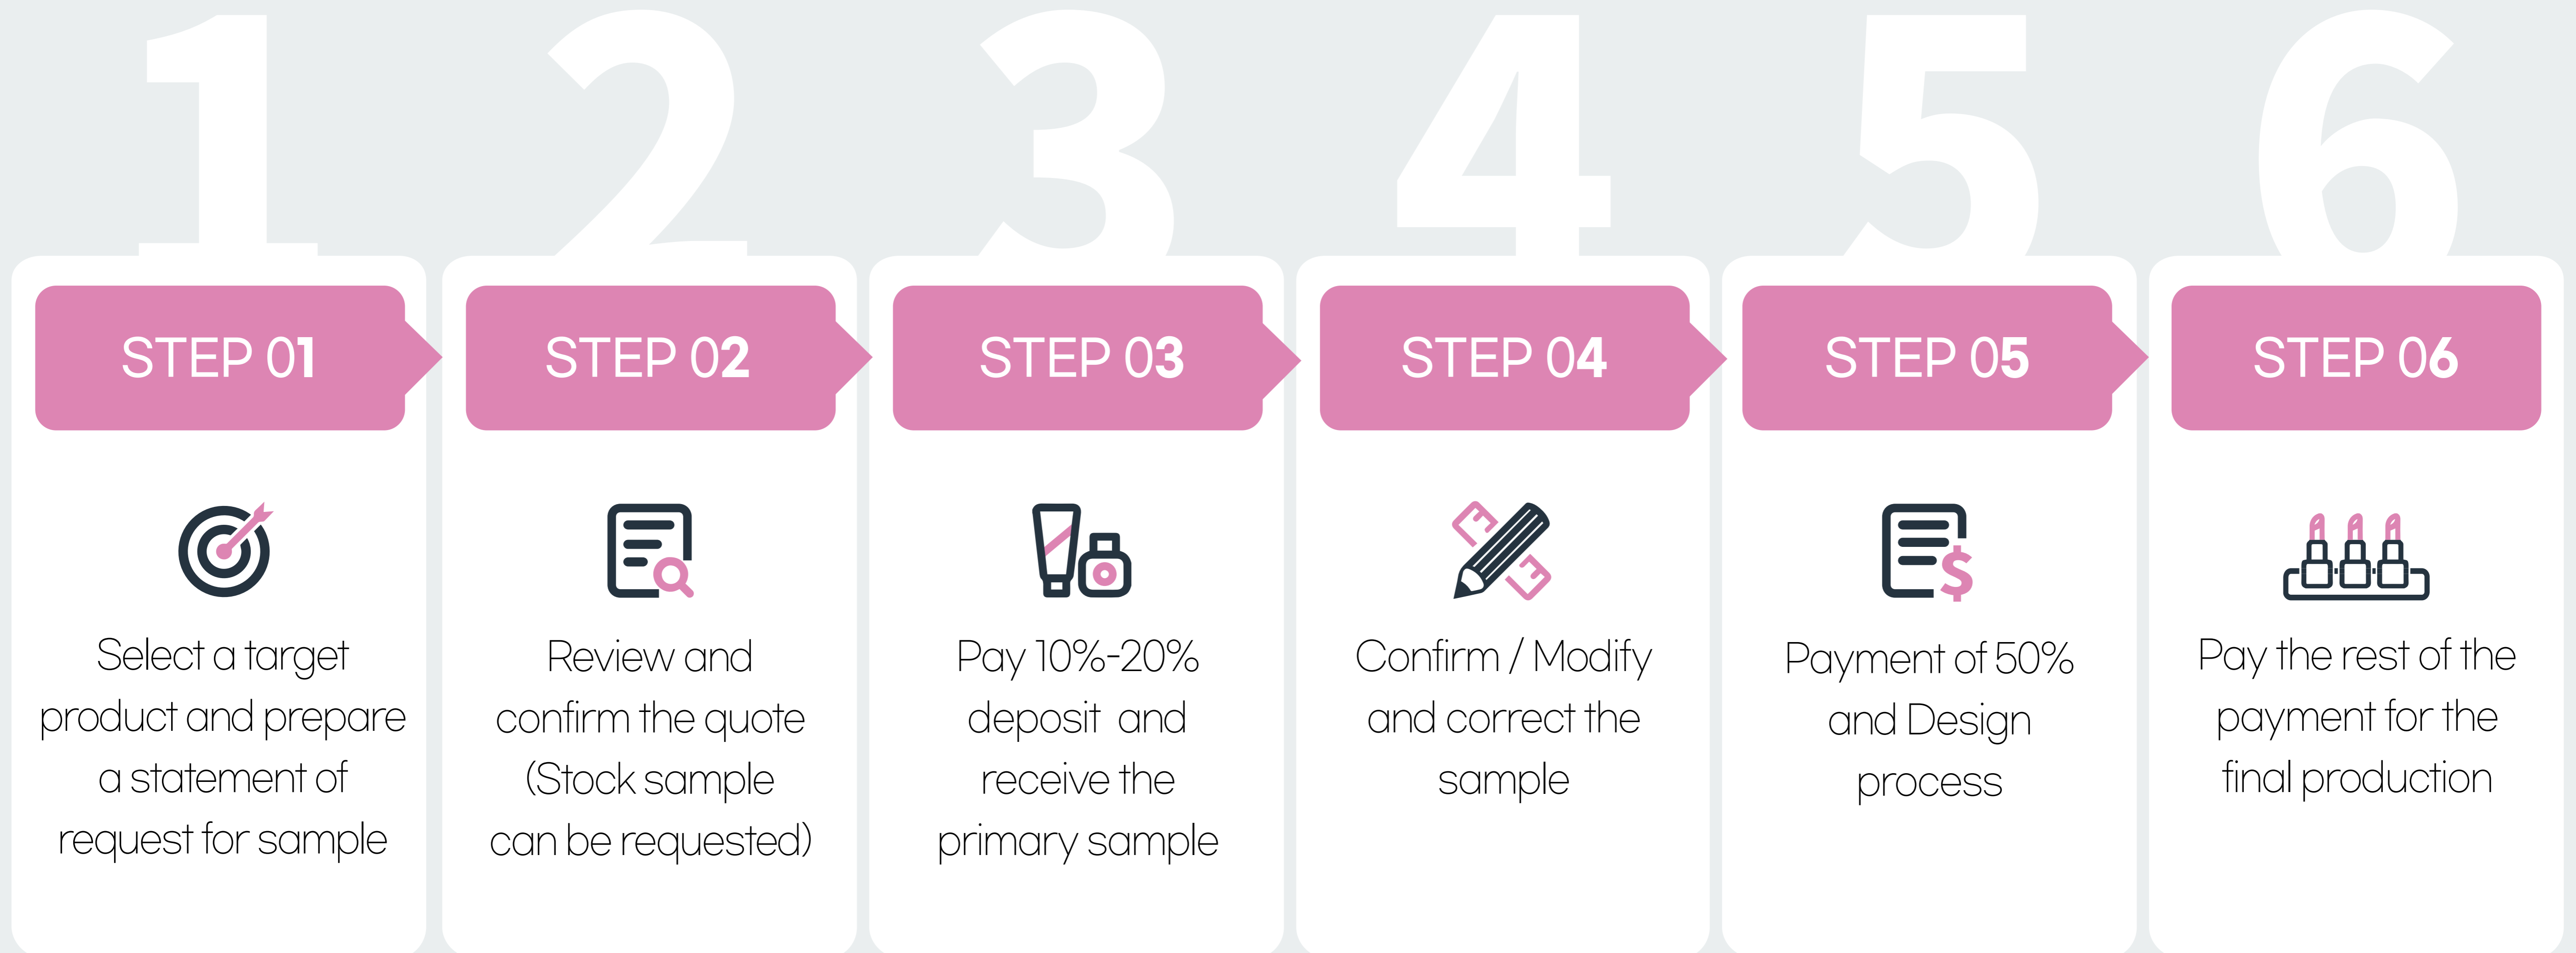 1
STEP 01
Select a target
product and prepare
a statement of
request for sample
2
STEP 02
Review and
confirm the quote
(Stock sample
can be requested)
3
STEP 03
Pay 10%-20%
deposit  and
receive the
primary sample
4
STEP 04
Confirm / Modify
and correct the
sample
5
STEP 05
$
Payment of 50%
and Design
process
6
STEP 06
Pay the rest of the
payment for the
final production